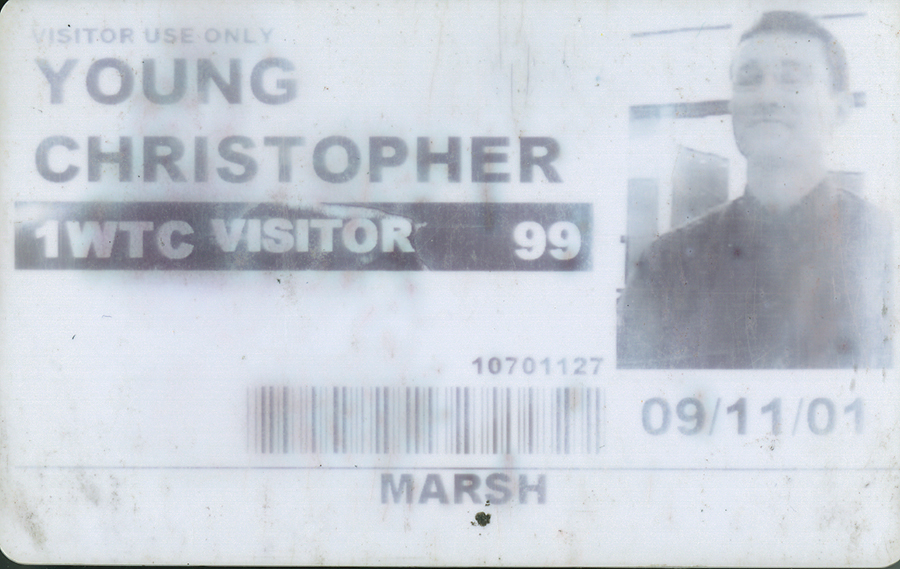 VISITOR USE ONLY
YOUNG
CHRISTOPHER
1WTC VISITOR 99
10701127
09/11/01
MARSH